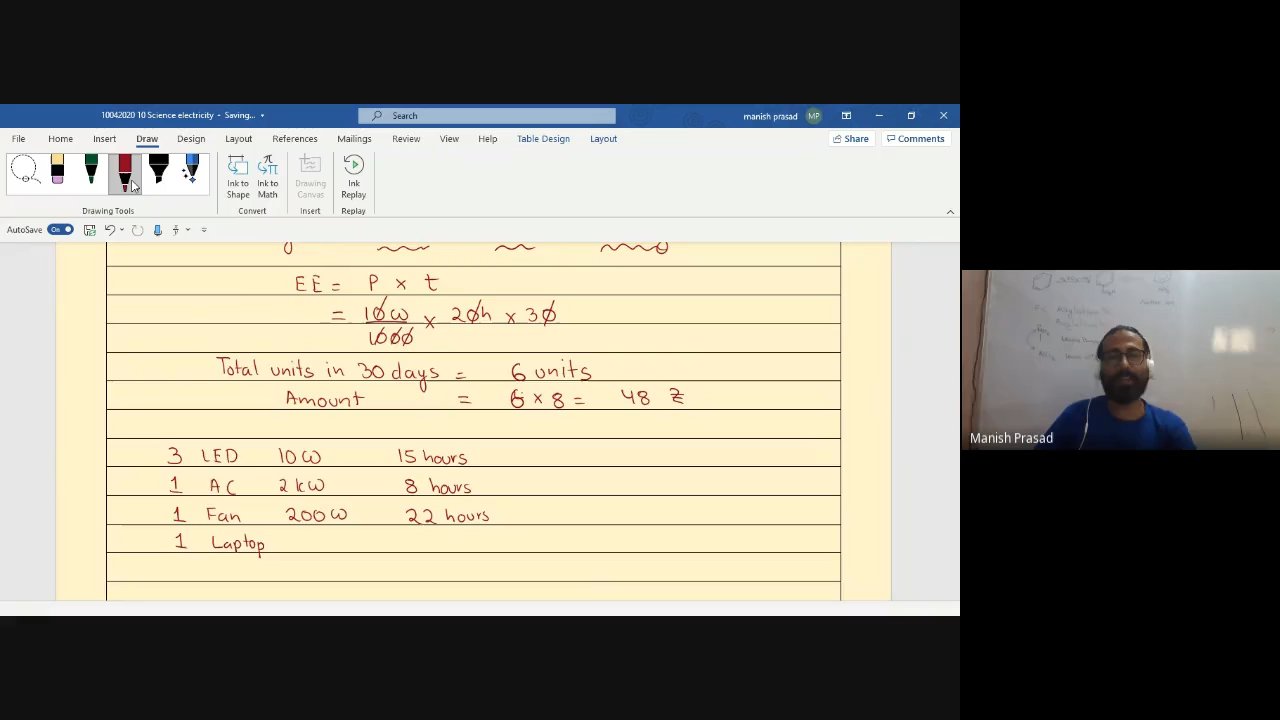 10042020 10 Science electricity - Saving...
Search
manish prasad MP
File Home Insert Draw Design Layout References Mailings Review View Help Table Design Layout Share Comments
Ink to Shape
Ink to Math
Drawing Canvas
Ink Replay
Drawing Tools Convert Insert Replay
AutoSave On
EE = P × t
= 10W/1000 × 20h × 30
Total units in 30 days = 6 units
Amount = 6 × 8 = 48 ₹
3 LED 10W 15 hours
1 AC 2kW 8 hours
1 Fan 200W 22 hours
1 Laptop
Manish Prasad